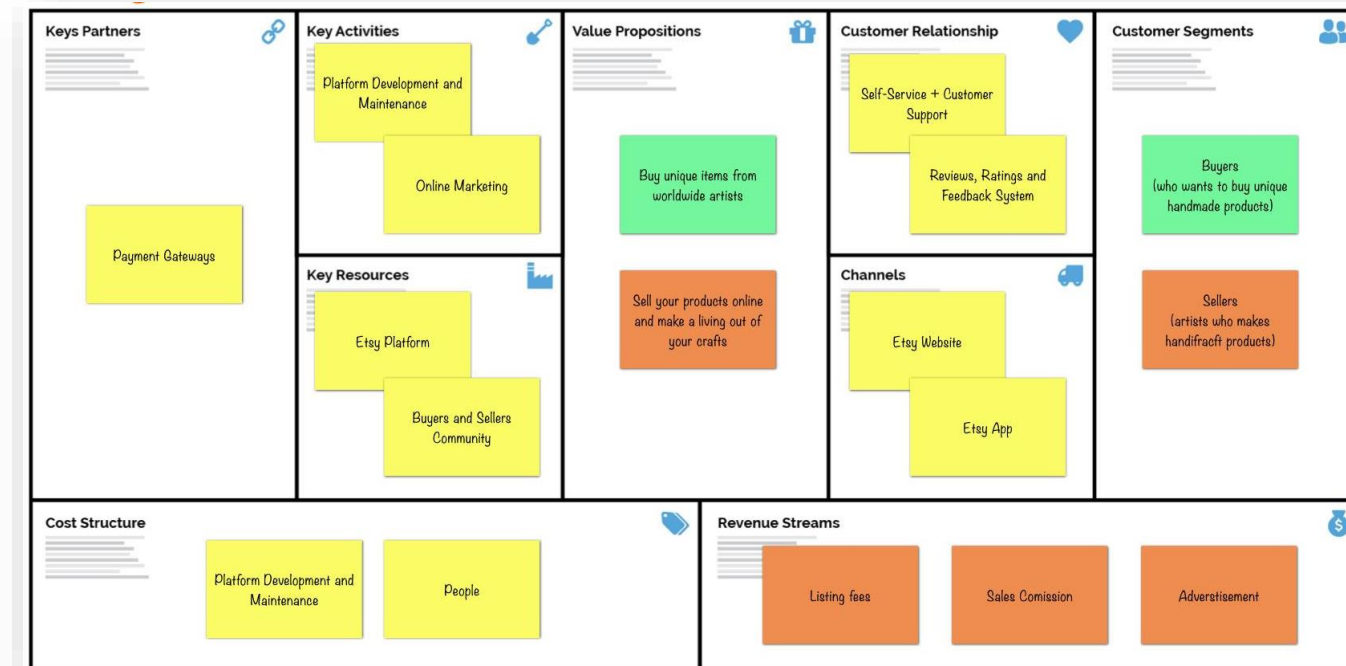 Keys Partners
Payment Gateways
Key Activities
Platform Development and
Maintenance
Online Marketing
Key Resources
Etsy Platform
Buyers and Sellers
Community
Value Propositions
Buy unique items from
worldwide artists
Sell your products online
and make a living out of
your crafts
Customer Relationship
Self-Service + Customer
Support
Reviews, Ratings and
Feedback System
Channels
Etsy Website
Etsy App
Customer Segments
Buyers
(who wants to buy unique
handmade products)
Sellers
(artists who makes
handifracft products)
Cost Structure
Platform Development and
Maintenance
People
Revenue Streams
Listing fees
Sales Comission
Adverstisement